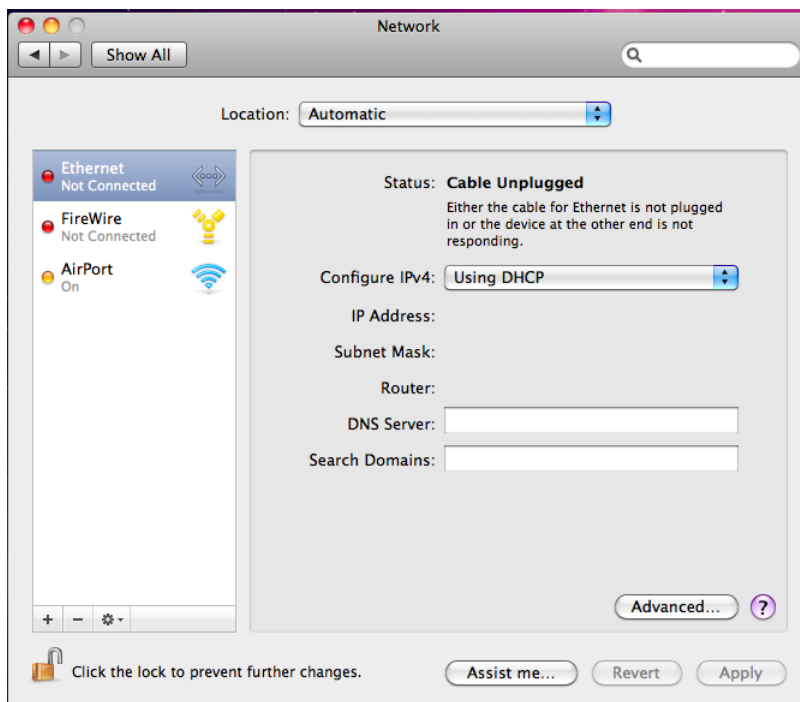 Network
Show All
Location: Automatic
Ethernet
Not Connected
FireWire
Not Connected
AirPort
On
Status: Cable Unplugged
Either the cable for Ethernet is not plugged
in or the device at the other end is not
responding.
Configure IPv4: Using DHCP
IP Address:
Subnet Mask:
Router:
DNS Server:
Search Domains:
Advanced... ?
Click the lock to prevent further changes.
Assist me... Revert Apply